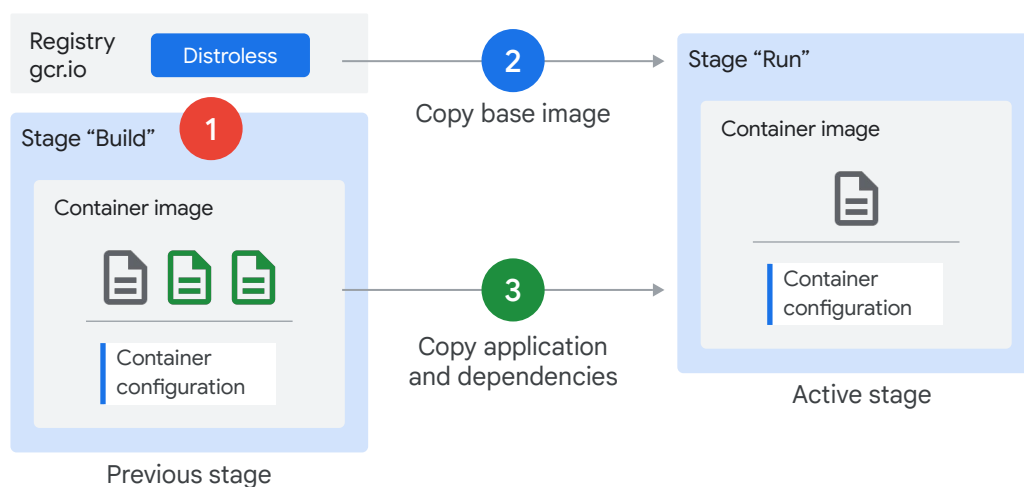 Registry
gcr.io
Distroless
2
Copy base image
Stage “Run”
Container image
Container
configuration
Active stage
1
Stage “Build”
Container image
Container
configuration
Previous stage
3
Copy application
and dependencies